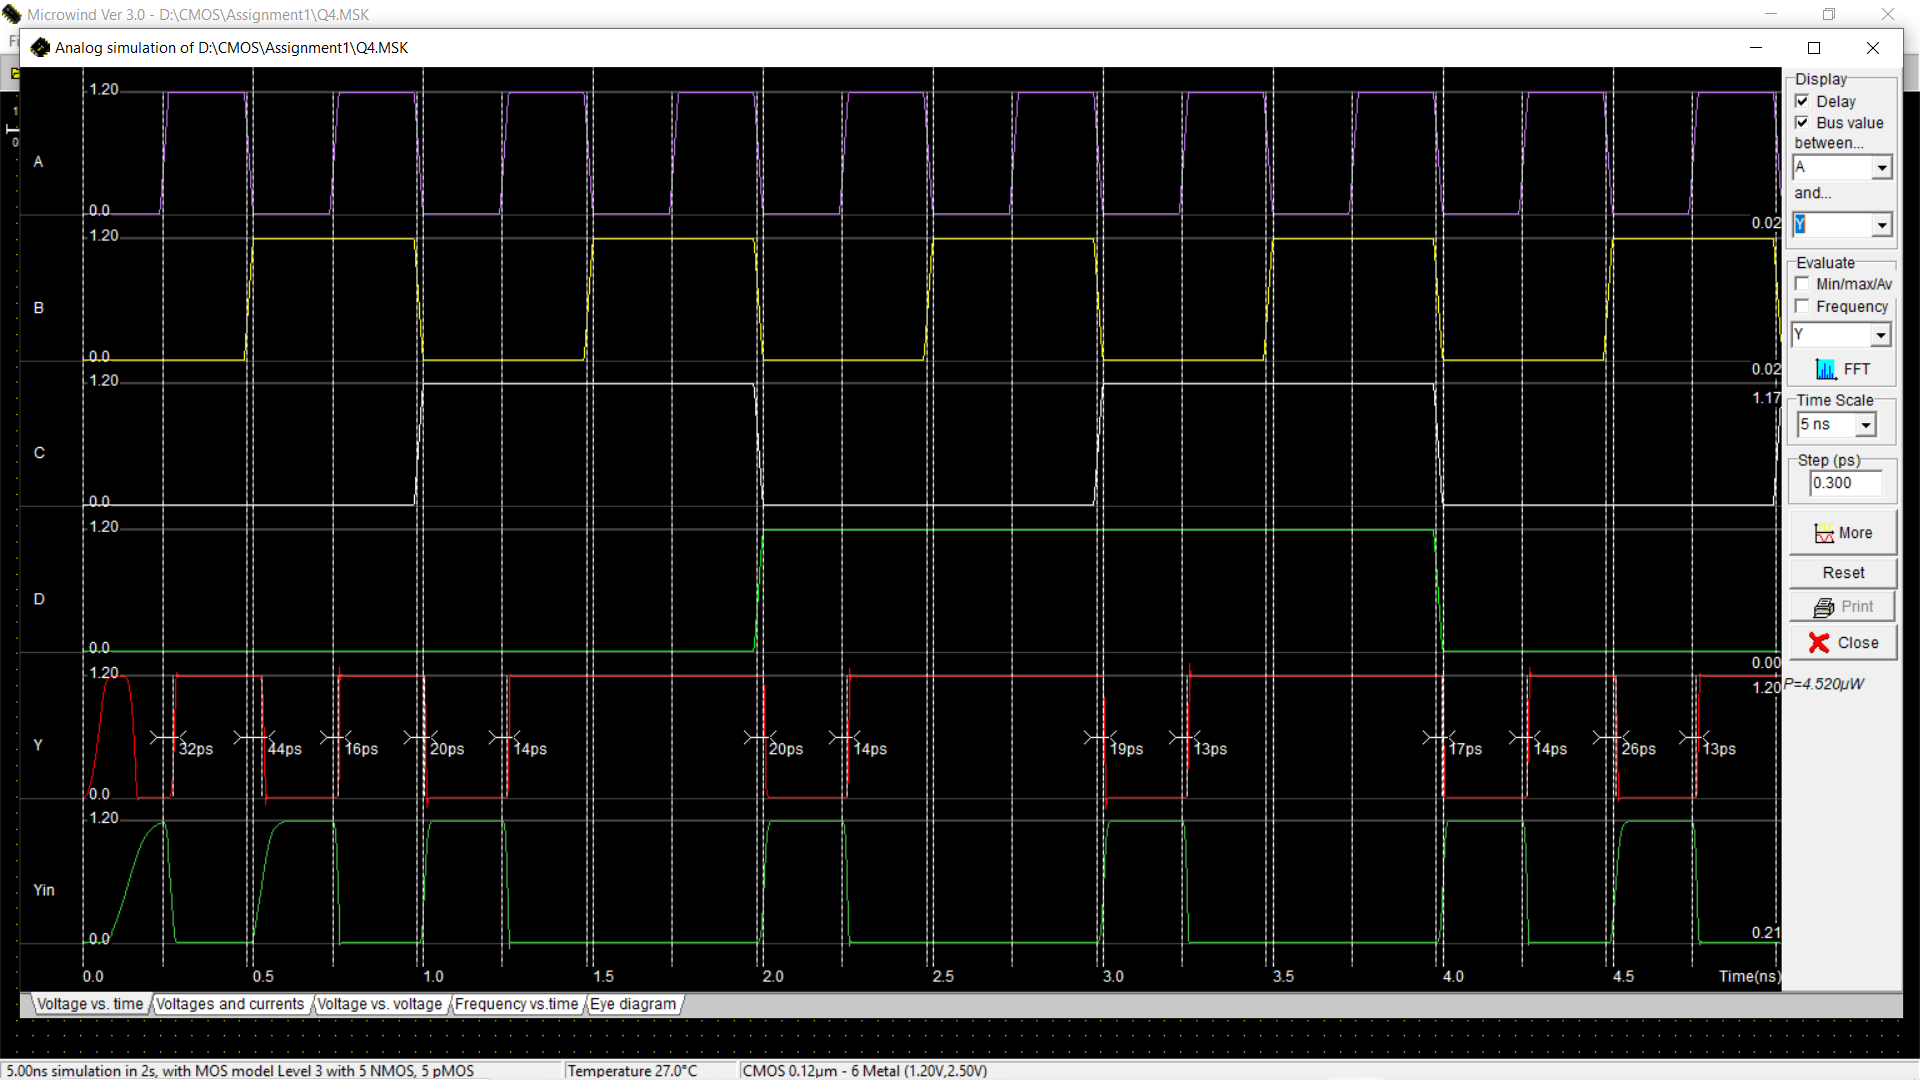 Microwind Ver 3.0 - D:\CMOS\Assignment1\Q4.MSK
Fi
Analog simulation of D:\CMOS\Assignment1\Q4.MSK
1.20
A
0.0
0.02
1.20
B
0.0
0.02
1.20
1.17
C
0.0
1.20
D
0.0
0.00
1.20
1.20
Y
32ps 44ps 16ps 20ps 14ps 20ps 14ps 19ps 13ps 17ps 14ps 26ps 13ps
0.0
1.20
Yin
0.0
0.21
0.0 0.5 1.0 1.5 2.0 2.5 3.0 3.5 4.0 4.5 Time(ns)
Display
Delay
Bus value
between...
A
and...
Y
Evaluate
Min/max/Av
Frequency
Y
FFT
Time Scale
5 ns
Step (ps)
0.300
More
Reset
Print
Close
P=4.520µW
Voltage vs. time Voltages and currents Voltage vs. voltage Frequency vs.time Eye diagram
5.00ns simulation in 2s, with MOS model Level 3 with 5 NMOS, 5 pMOS Temperature 27.0°C CMOS 0.12µm - 6 Metal (1.20V,2.50V)